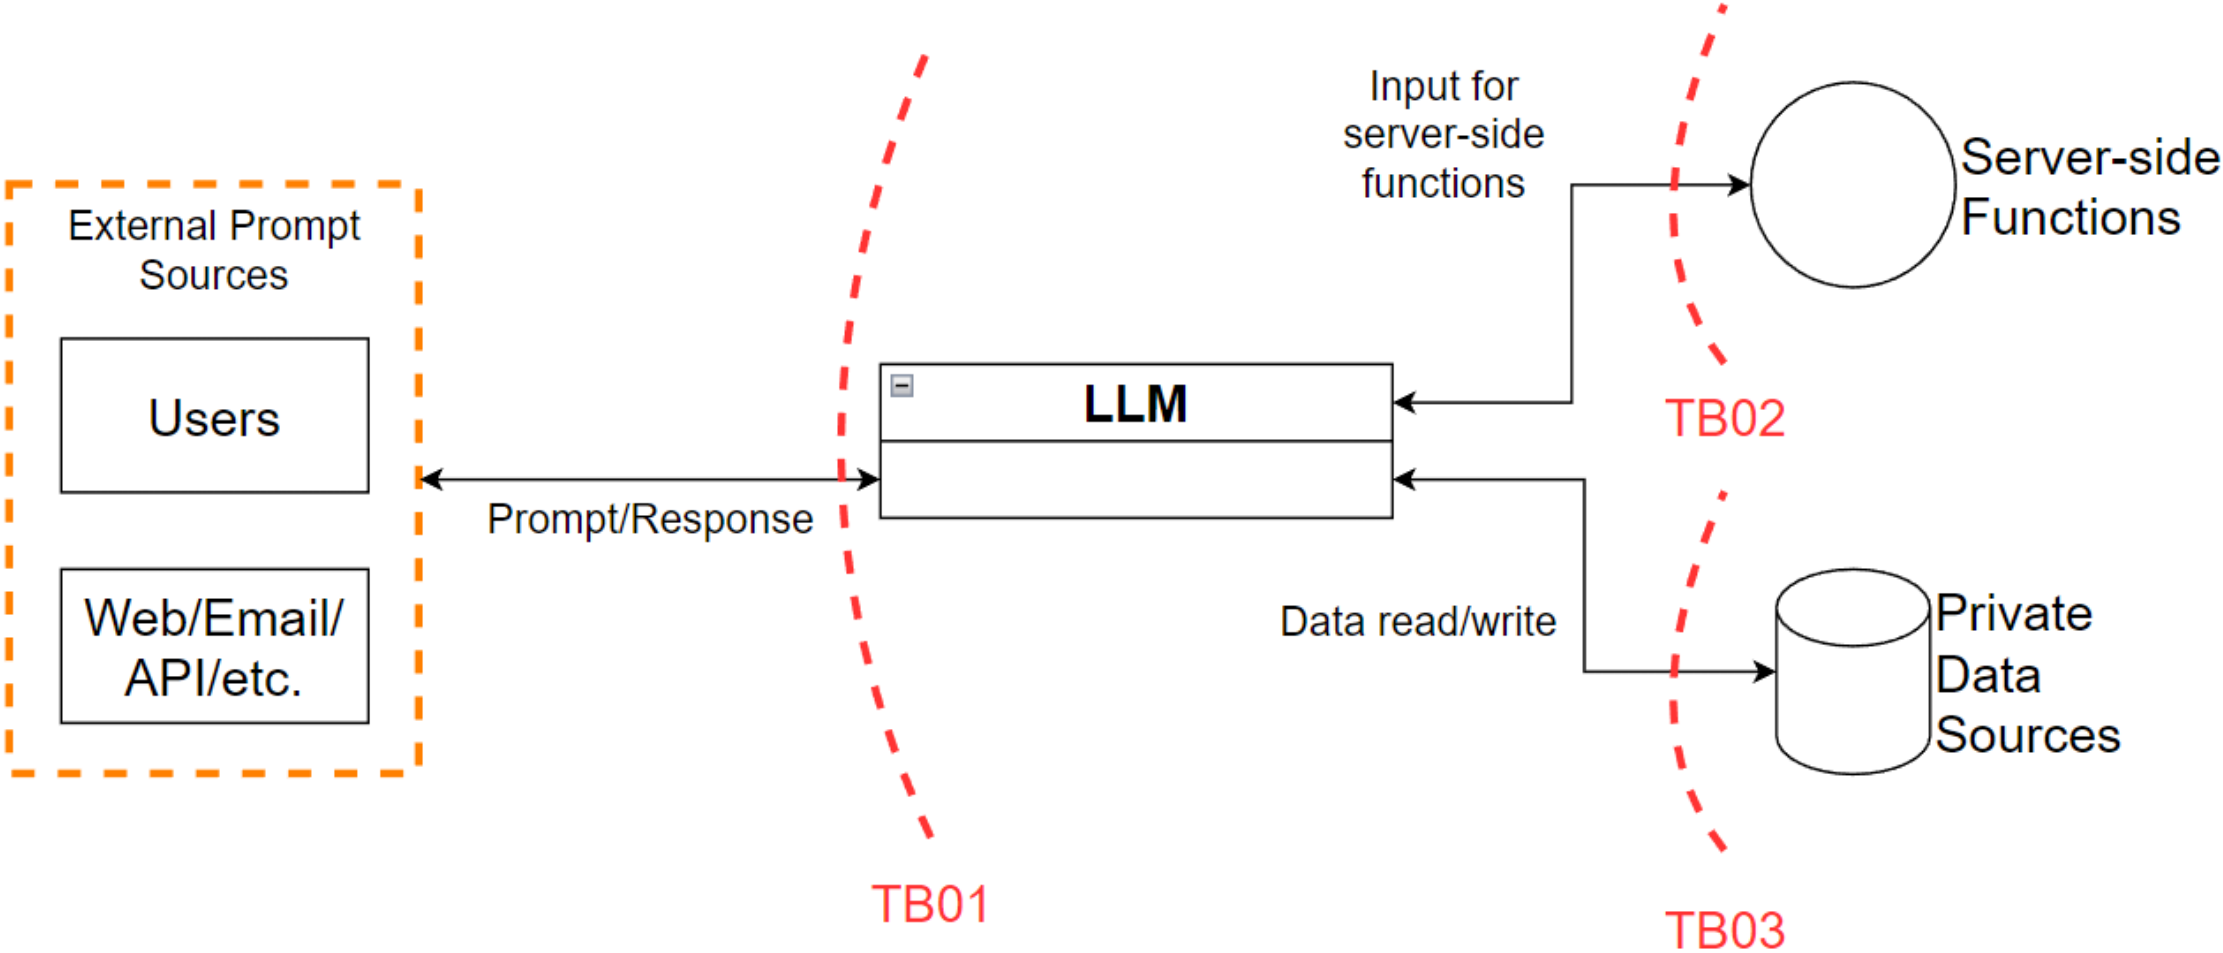 External Prompt
Sources
Users
Web/Email/
API/etc.
Prompt/Response
TB01
LLM
Input for
server-side
functions
Server-side
Functions
TB02
Data read/write
Private
Data
Sources
TB03